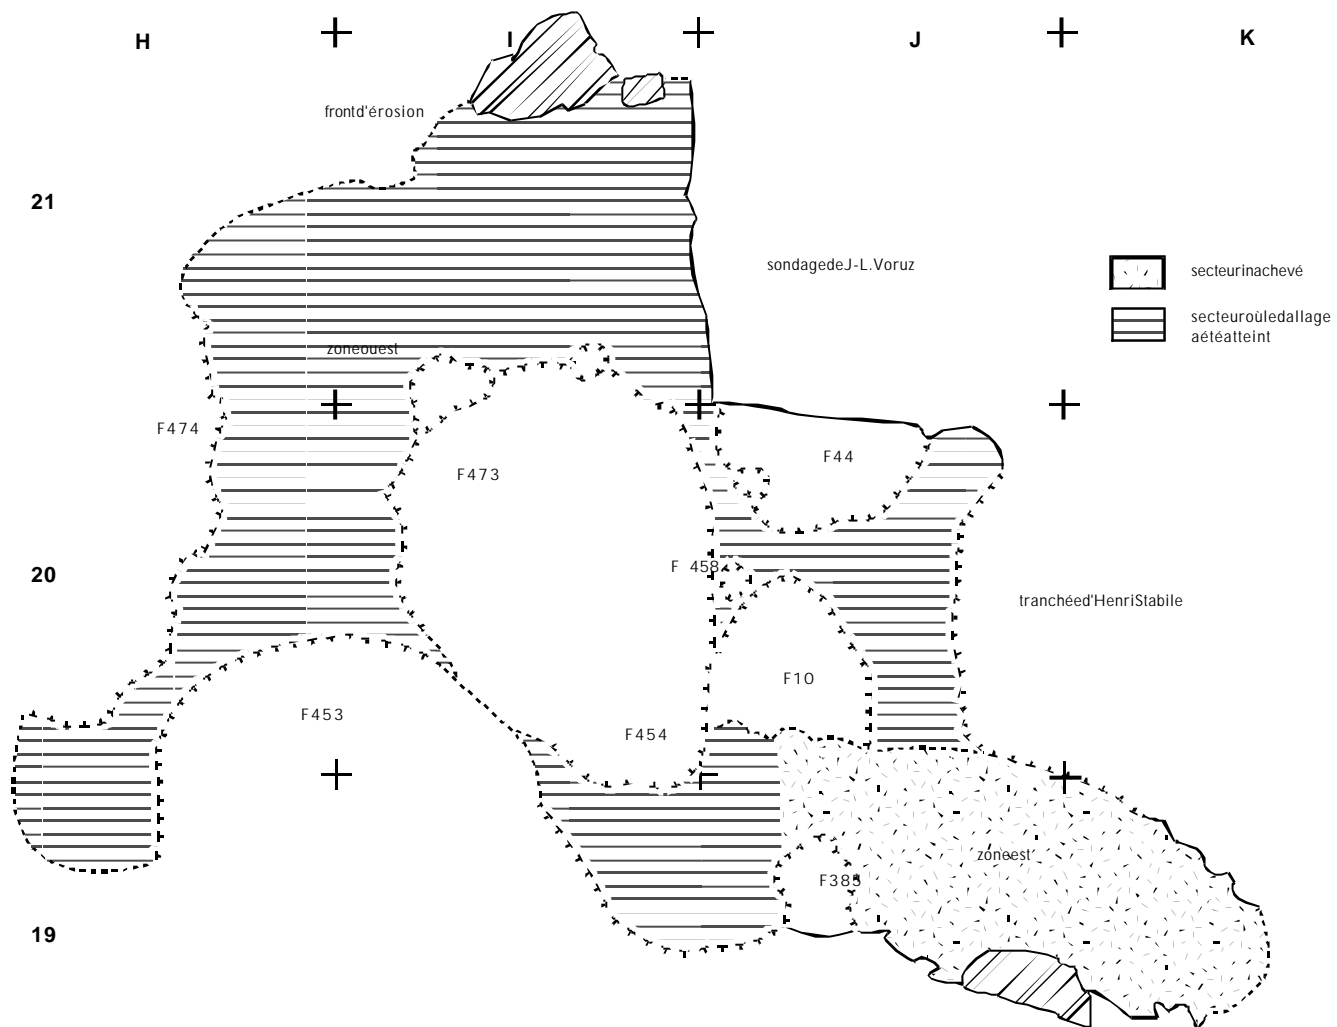 H I J K
frontd'érosion
21
sondagedeJ-L.Voruz
secteurinachevé
secteuroùledallage
aétéatteint
zoneouest
F474
F44
F473
F 458
20
tranchéed'HenriStabile
F10
F453
F454
zoneest
F385
19